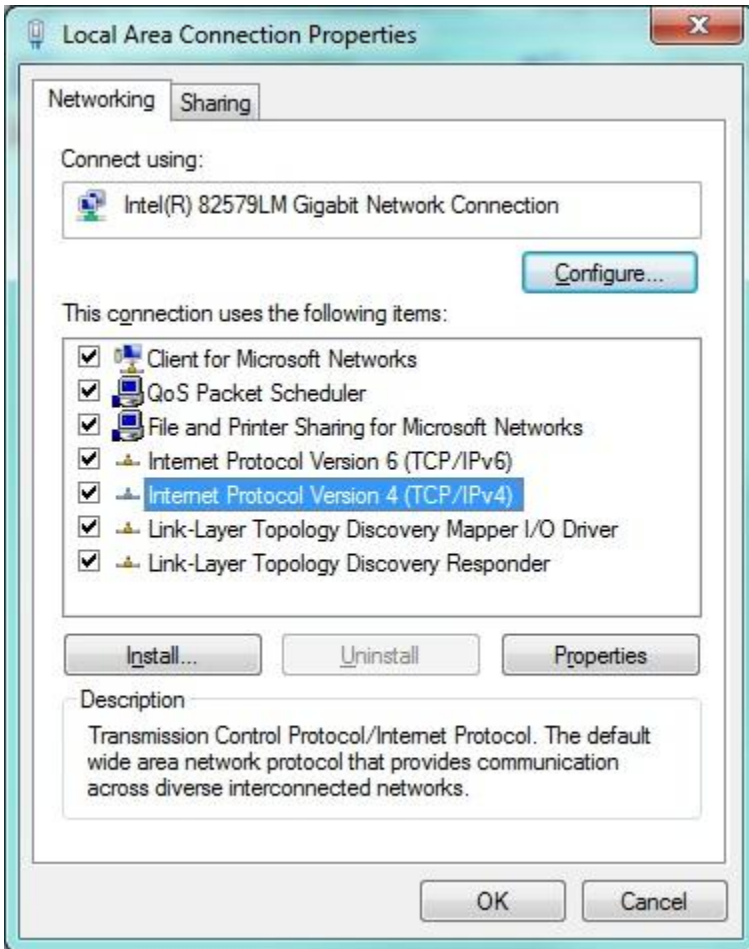 Local Area Connection Properties
Networking
Sharing
Connect using:
Intel(R) 82579LM Gigabit Network Connection
Configure...
This connection uses the following items:
Client for Microsoft Networks
QoS Packet Scheduler
File and Printer Sharing for Microsoft Networks
Internet Protocol Version 6 (TCP/IPv6)
Internet Protocol Version 4 (TCP/IPv4)
Link-Layer Topology Discovery Mapper I/O Driver
Link-Layer Topology Discovery Responder
Install...
Uninstall
Properties
Description
Transmission Control Protocol/Internet Protocol. The default
wide area network protocol that provides communication
across diverse interconnected networks.
OK
Cancel